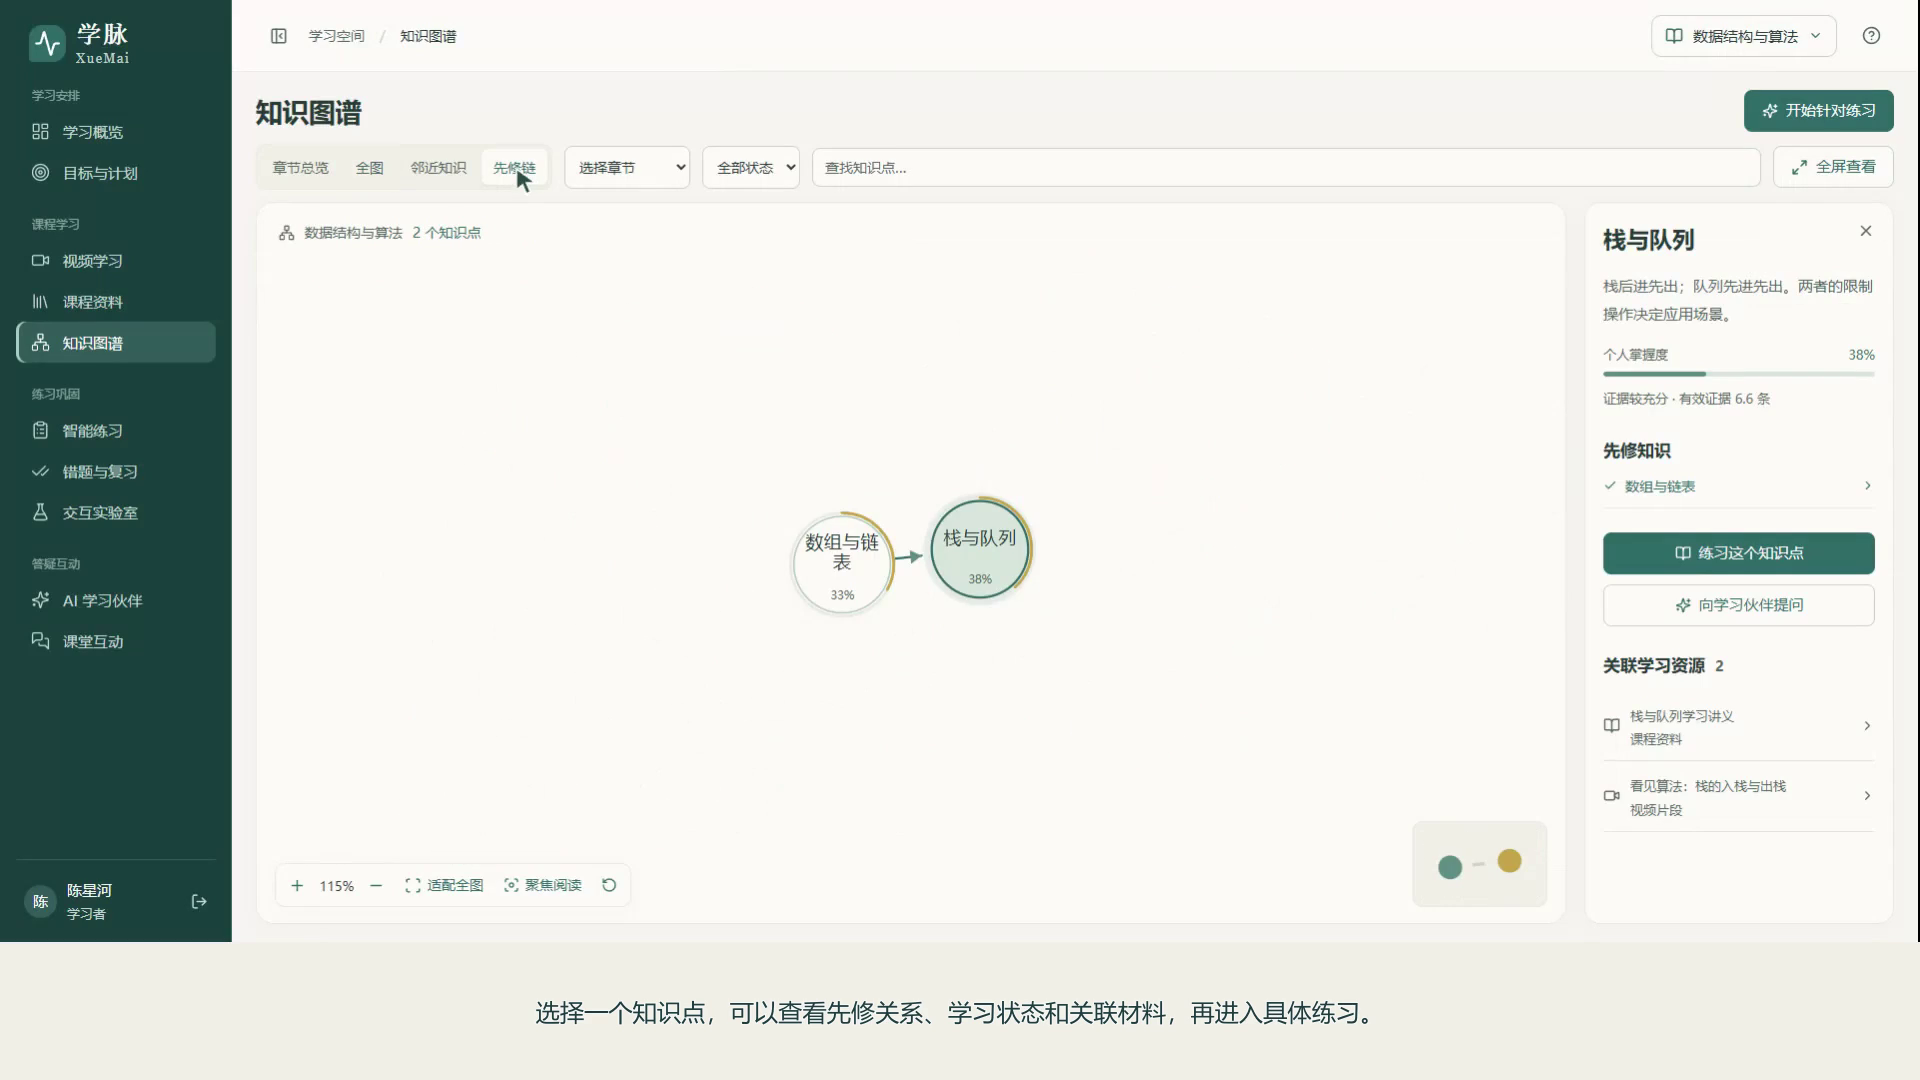 学脉
XueMai
学习安排
学习概览
目标与计划
课程学习
视频学习
课程资料
知识图谱
练习巩固
智能练习
错题与复习
交互实验室
答疑互动
AI 学习伙伴
课堂互动
陈
陈星河
学习者
学习空间 / 知识图谱
数据结构与算法
知识图谱
开始针对练习
章节总览 全图 邻近知识 先修链 选择章节 全部状态 查找知识点... 全屏查看
数据结构与算法 2 个知识点
数组与链
表
33%
栈与队列
38%
115% 适配全图 聚焦阅读
栈与队列
栈后进先出；队列先进先出。两者的限制
操作决定应用场景。
个人掌握度 38%
证据较充分 · 有效证据 6.6 条
先修知识
数组与链表
练习这个知识点
向学习伙伴提问
关联学习资源 2
栈与队列学习讲义
课程资料
看见算法：栈的入栈与出栈
视频片段
选择一个知识点，可以查看先修关系、学习状态和关联材料，再进入具体练习。